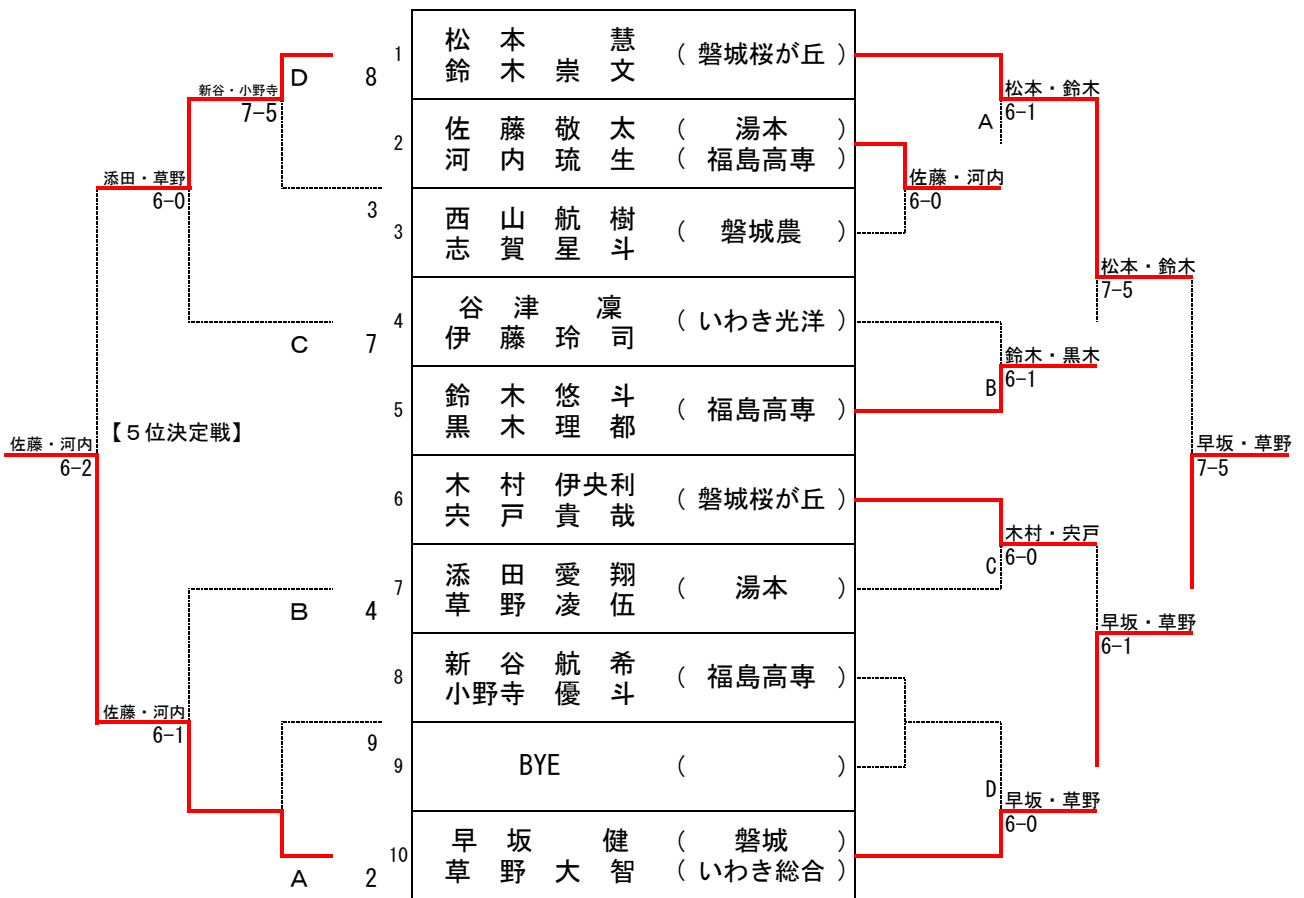 1 松本 慧 (磐城桜が丘)
鈴木崇文
2 佐藤敬太 (湯本)
河内琉生 (福島高専)
3 西山航樹 (磐城農)
志賀星斗
4 谷津 凜 (いわき光洋)
伊藤玲司
5 鈴木悠斗 (福島高専)
黒木理都
6 木村伊央利 (磐城桜が丘)
宍戸貴哉
7 添田愛翔 (湯本)
草野凌伍
8 新谷航希 (福島高専)
小野寺優斗
9 BYE ( )
10 早坂 健 (磐城)
草野大智 (いわき総合)
D 8
新谷・小野寺
7-5
3
添田・草野
6-0
C 7
【5位決定戦】
佐藤・河内
6-2
B 4
佐藤・河内
6-1
9
A 2
松本・鈴木
A 6-1
佐藤・河内
6-0
松本・鈴木
7-5
鈴木・黒木
B 6-1
早坂・草野
7-5
木村・宍戸
C 6-0
早坂・草野
6-1
D
早坂・草野
6-0